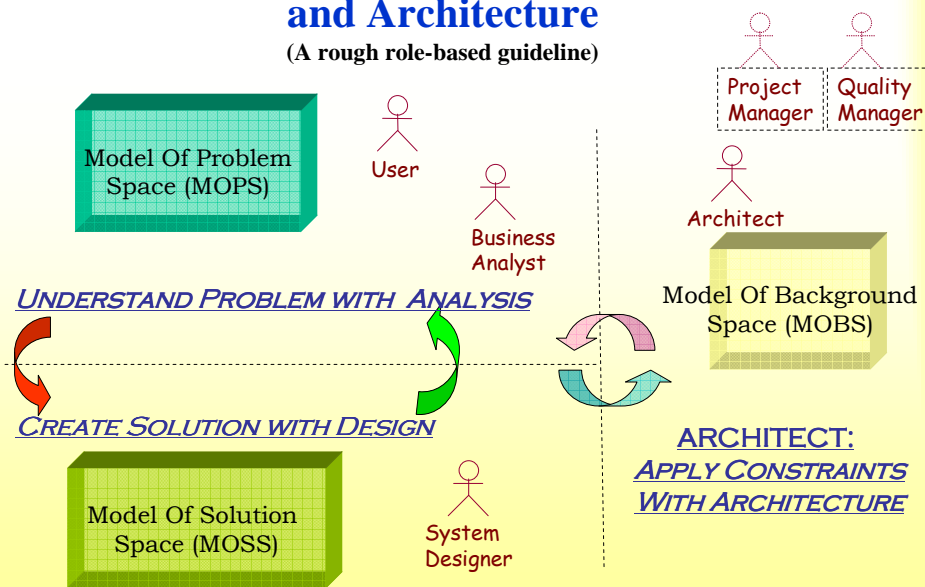 and Architecture
(A rough role-based guideline)
Project
Manager
Quality
Manager
Model Of Problem
Space (MOPS)
User
Business
Analyst
Architect
UNDERSTAND PROBLEM WITH ANALYSIS
Model Of Background
Space (MOBS)
CREATE SOLUTION WITH DESIGN
ARCHITECT:
APPLY CONSTRAINTS
WITH ARCHITECTURE
Model Of Solution
Space (MOSS)
System
Designer